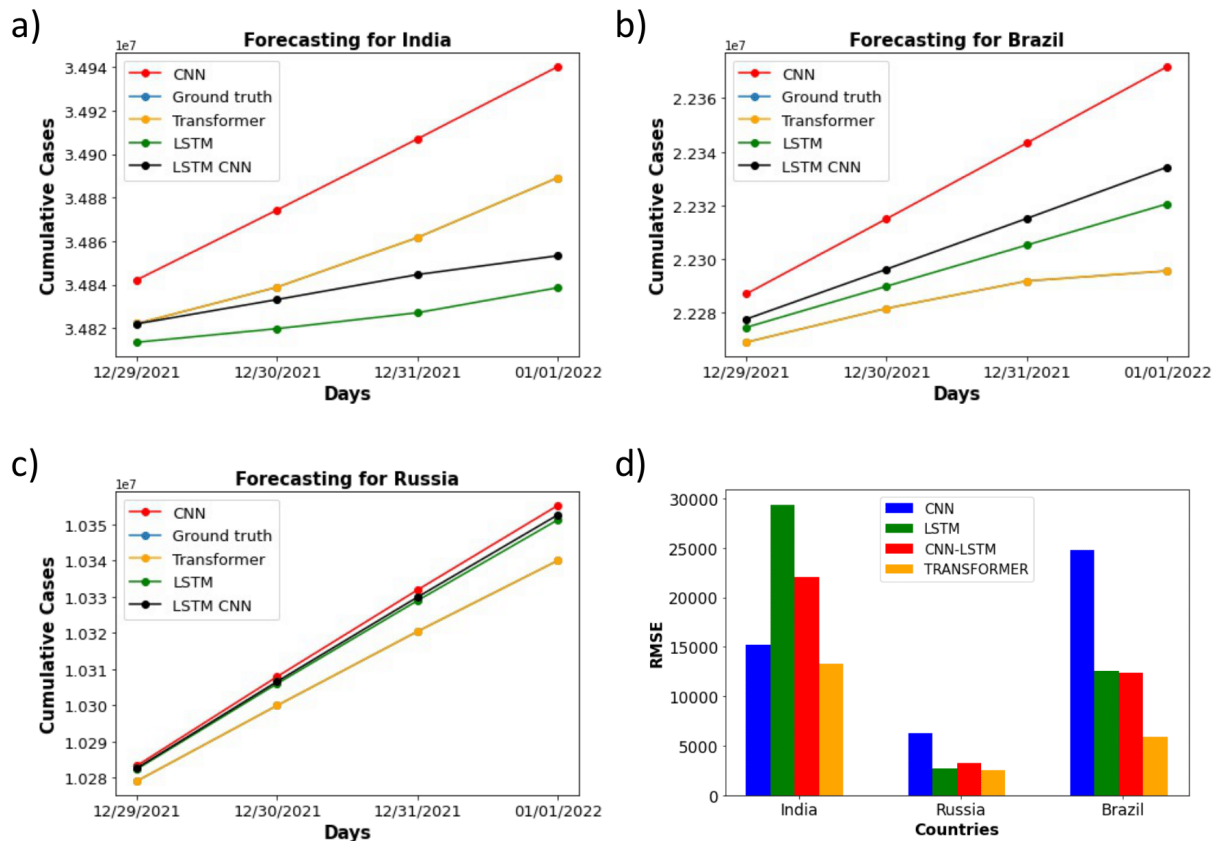 a)
Forecasting for India
1e7
CNN
Ground truth
Transformer
LSTM
LSTM CNN
3.494
3.492
3.490
3.488
3.486
3.484
3.482
Cumulative Cases
12/29/2021 12/30/2021 12/31/2021 01/01/2022
Days
b)
Forecasting for Brazil
1e7
CNN
Ground truth
Transformer
LSTM
LSTM CNN
2.236
2.234
2.232
2.230
2.228
Cumulative Cases
12/29/2021 12/30/2021 12/31/2021 01/01/2022
Days
c)
Forecasting for Russia
1e7
CNN
Ground truth
Transformer
LSTM
LSTM CNN
1.035
1.034
1.033
1.032
1.031
1.030
1.029
1.028
Cumulative Cases
12/29/2021 12/30/2021 12/31/2021 01/01/2022
Days
d)
CNN
LSTM
CNN-LSTM
TRANSFORMER
30000
25000
20000
15000
10000
5000
0
RMSE
India Russia Brazil
Countries